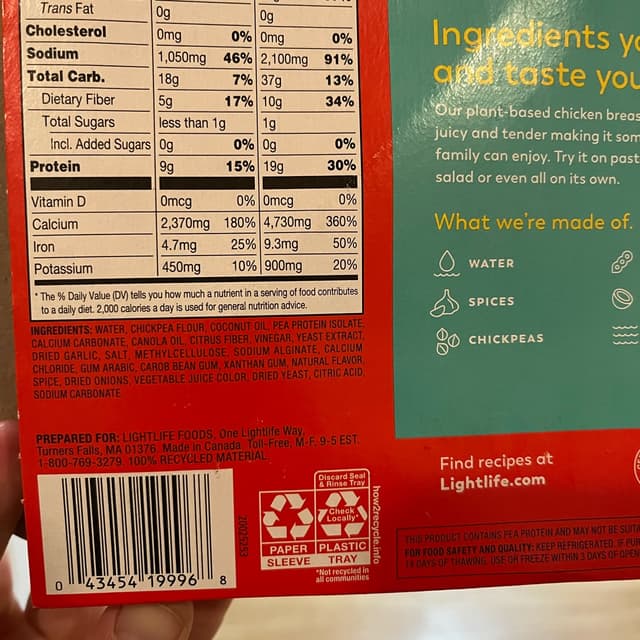 Trans Fat 0g 0g
Cholesterol 0mg 0% 0mg 0%
Sodium 1,050mg 46% 2,100mg 91%
Total Carb. 18g 7% 37g 13%
Dietary Fiber 5g 17% 10g 34%
Total Sugars less than 1g 1g
Incl. Added Sugars 0g 0% 0g 0%
Protein 9g 15% 19g 30%
Vitamin D 0mcg 0% 0mcg 0%
Calcium 2,370mg 180% 4,730mg 360%
Iron 4.7mg 25% 9.3mg 50%
Potassium 450mg 10% 900mg 20%
* The % Daily Value (DV) tells you how much a nutrient in a serving of food contributes
to a daily diet. 2,000 calories a day is used for general nutrition advice.
INGREDIENTS: WATER, CHICKPEA FLOUR, COCONUT OIL, PEA PROTEIN ISOLATE,
CALCIUM CARBONATE, CANOLA OIL, CITRUS FIBER, VINEGAR, YEAST EXTRACT,
DRIED GARLIC, SALT, METHYLCELLULOSE, SODIUM ALGINATE, CALCIUM
CHLORIDE, GUM ARABIC, CAROB BEAN GUM, XANTHAN GUM, NATURAL FLAVOR,
SPICE, DRIED ONIONS, VEGETABLE JUICE COLOR, DRIED YEAST, CITRIC ACID,
SODIUM CARBONATE
PREPARED FOR: LIGHTLIFE FOODS, One Lightlife Way,
Turners Falls, MA 01376. Made in Canada. Toll-Free, M-F, 9-5 EST.
1-800-769-3279. 100% RECYCLED MATERIAL
0 43454 19996 8
Z0025253
Discard Seal
& Rinse Tray
Check
Locally*
PAPER PLASTIC
SLEEVE TRAY
*Not recycled in
all communities
how2recycle.info
Ingredients yo
and taste you
Our plant-based chicken breas
juicy and tender making it som
family can enjoy. Try it on past
salad or even all on its own.
What we're made of.
WATER
SPICES
CHICKPEAS
Find recipes at
Lightlife.com
THIS PRODUCT CONTAINS PEA PROTEIN AND MAY NOT BE SUITA
FOR FOOD SAFETY AND QUALITY: KEEP REFRIGERATED. IF PUR
DAYS OF THAWING. USE OR FREEZE WITHIN 3 DAYS OF OPEN